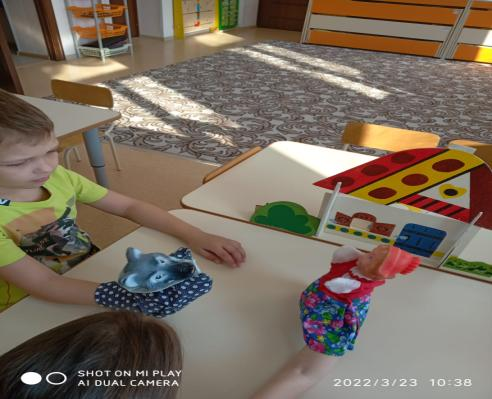 SHOT ON MI PLAY
AI DUAL CAMERA
2022/3/23 10:38